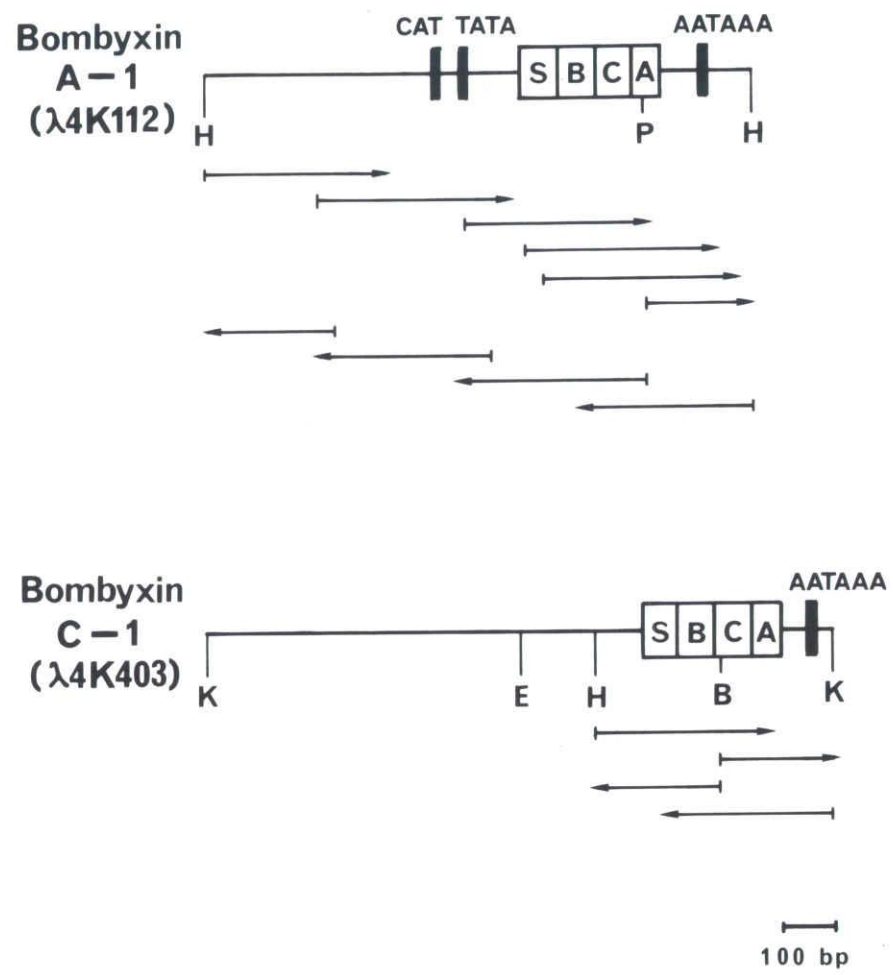 Bombyxin
A-1
(λ4K112)
CAT TATA AATAAA
S B C A
H P H
Bombyxin
C-1
(λ4K403)
AATAAA
S B C A
K E H B K
100 bp